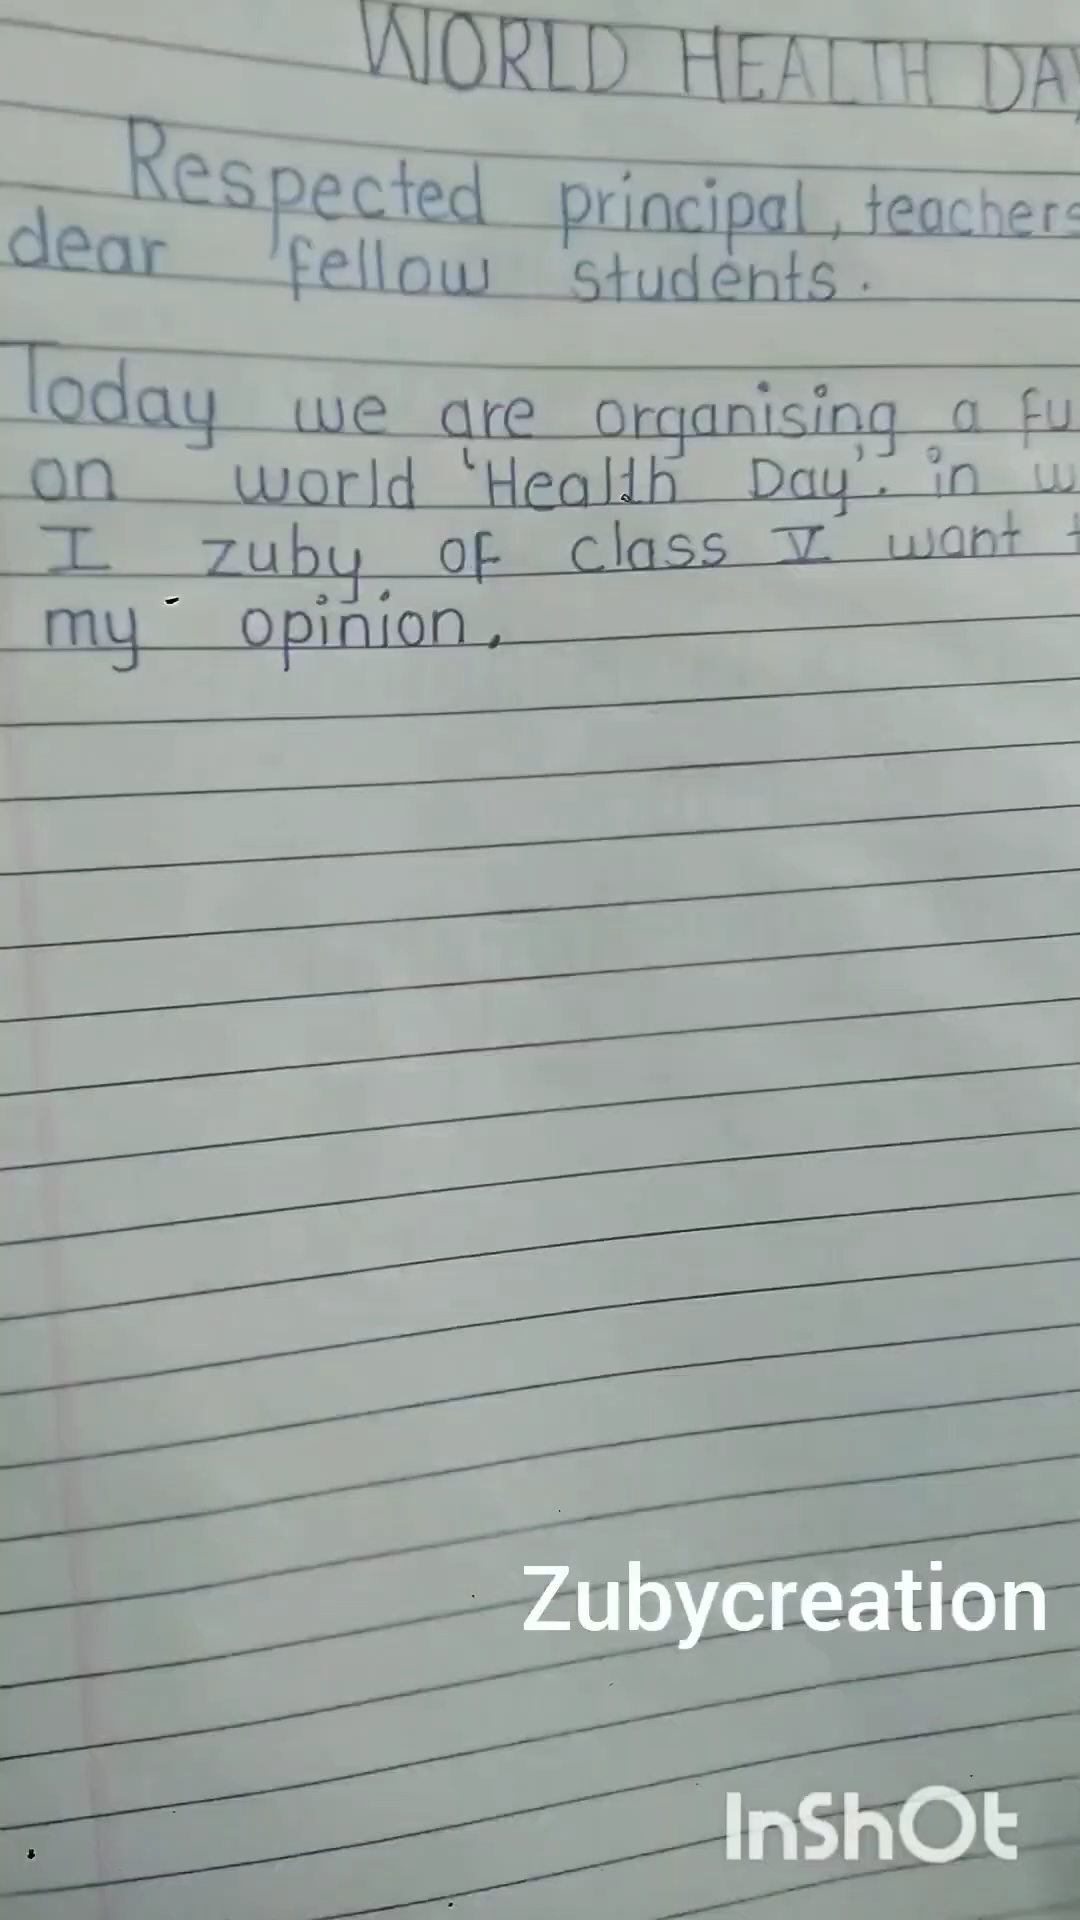 WORLD HEALTH DAY
Respected principal, teachers
dear fellow students.
Today we are organising a fu
on world 'Health Day'. in w
I zuby of class V want t
my opinion.
Zubycreation
InShOt